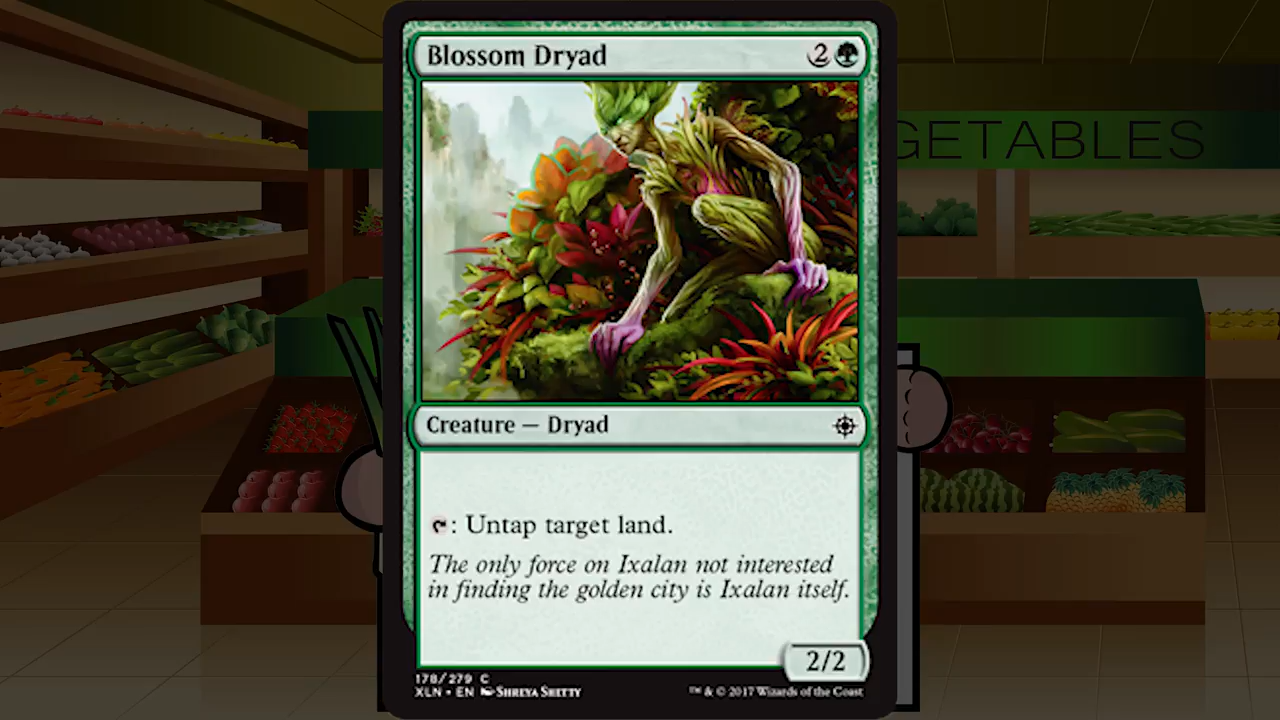 Blossom Dryad 2
GETABLES
Creature — Dryad
: Untap target land.
The only force on Ixalan not interested
in finding the golden city is Ixalan itself.
2/2
178/279 C
XLN • EN Shreya Shetty
™ & © 2017 Wizards of the Coast